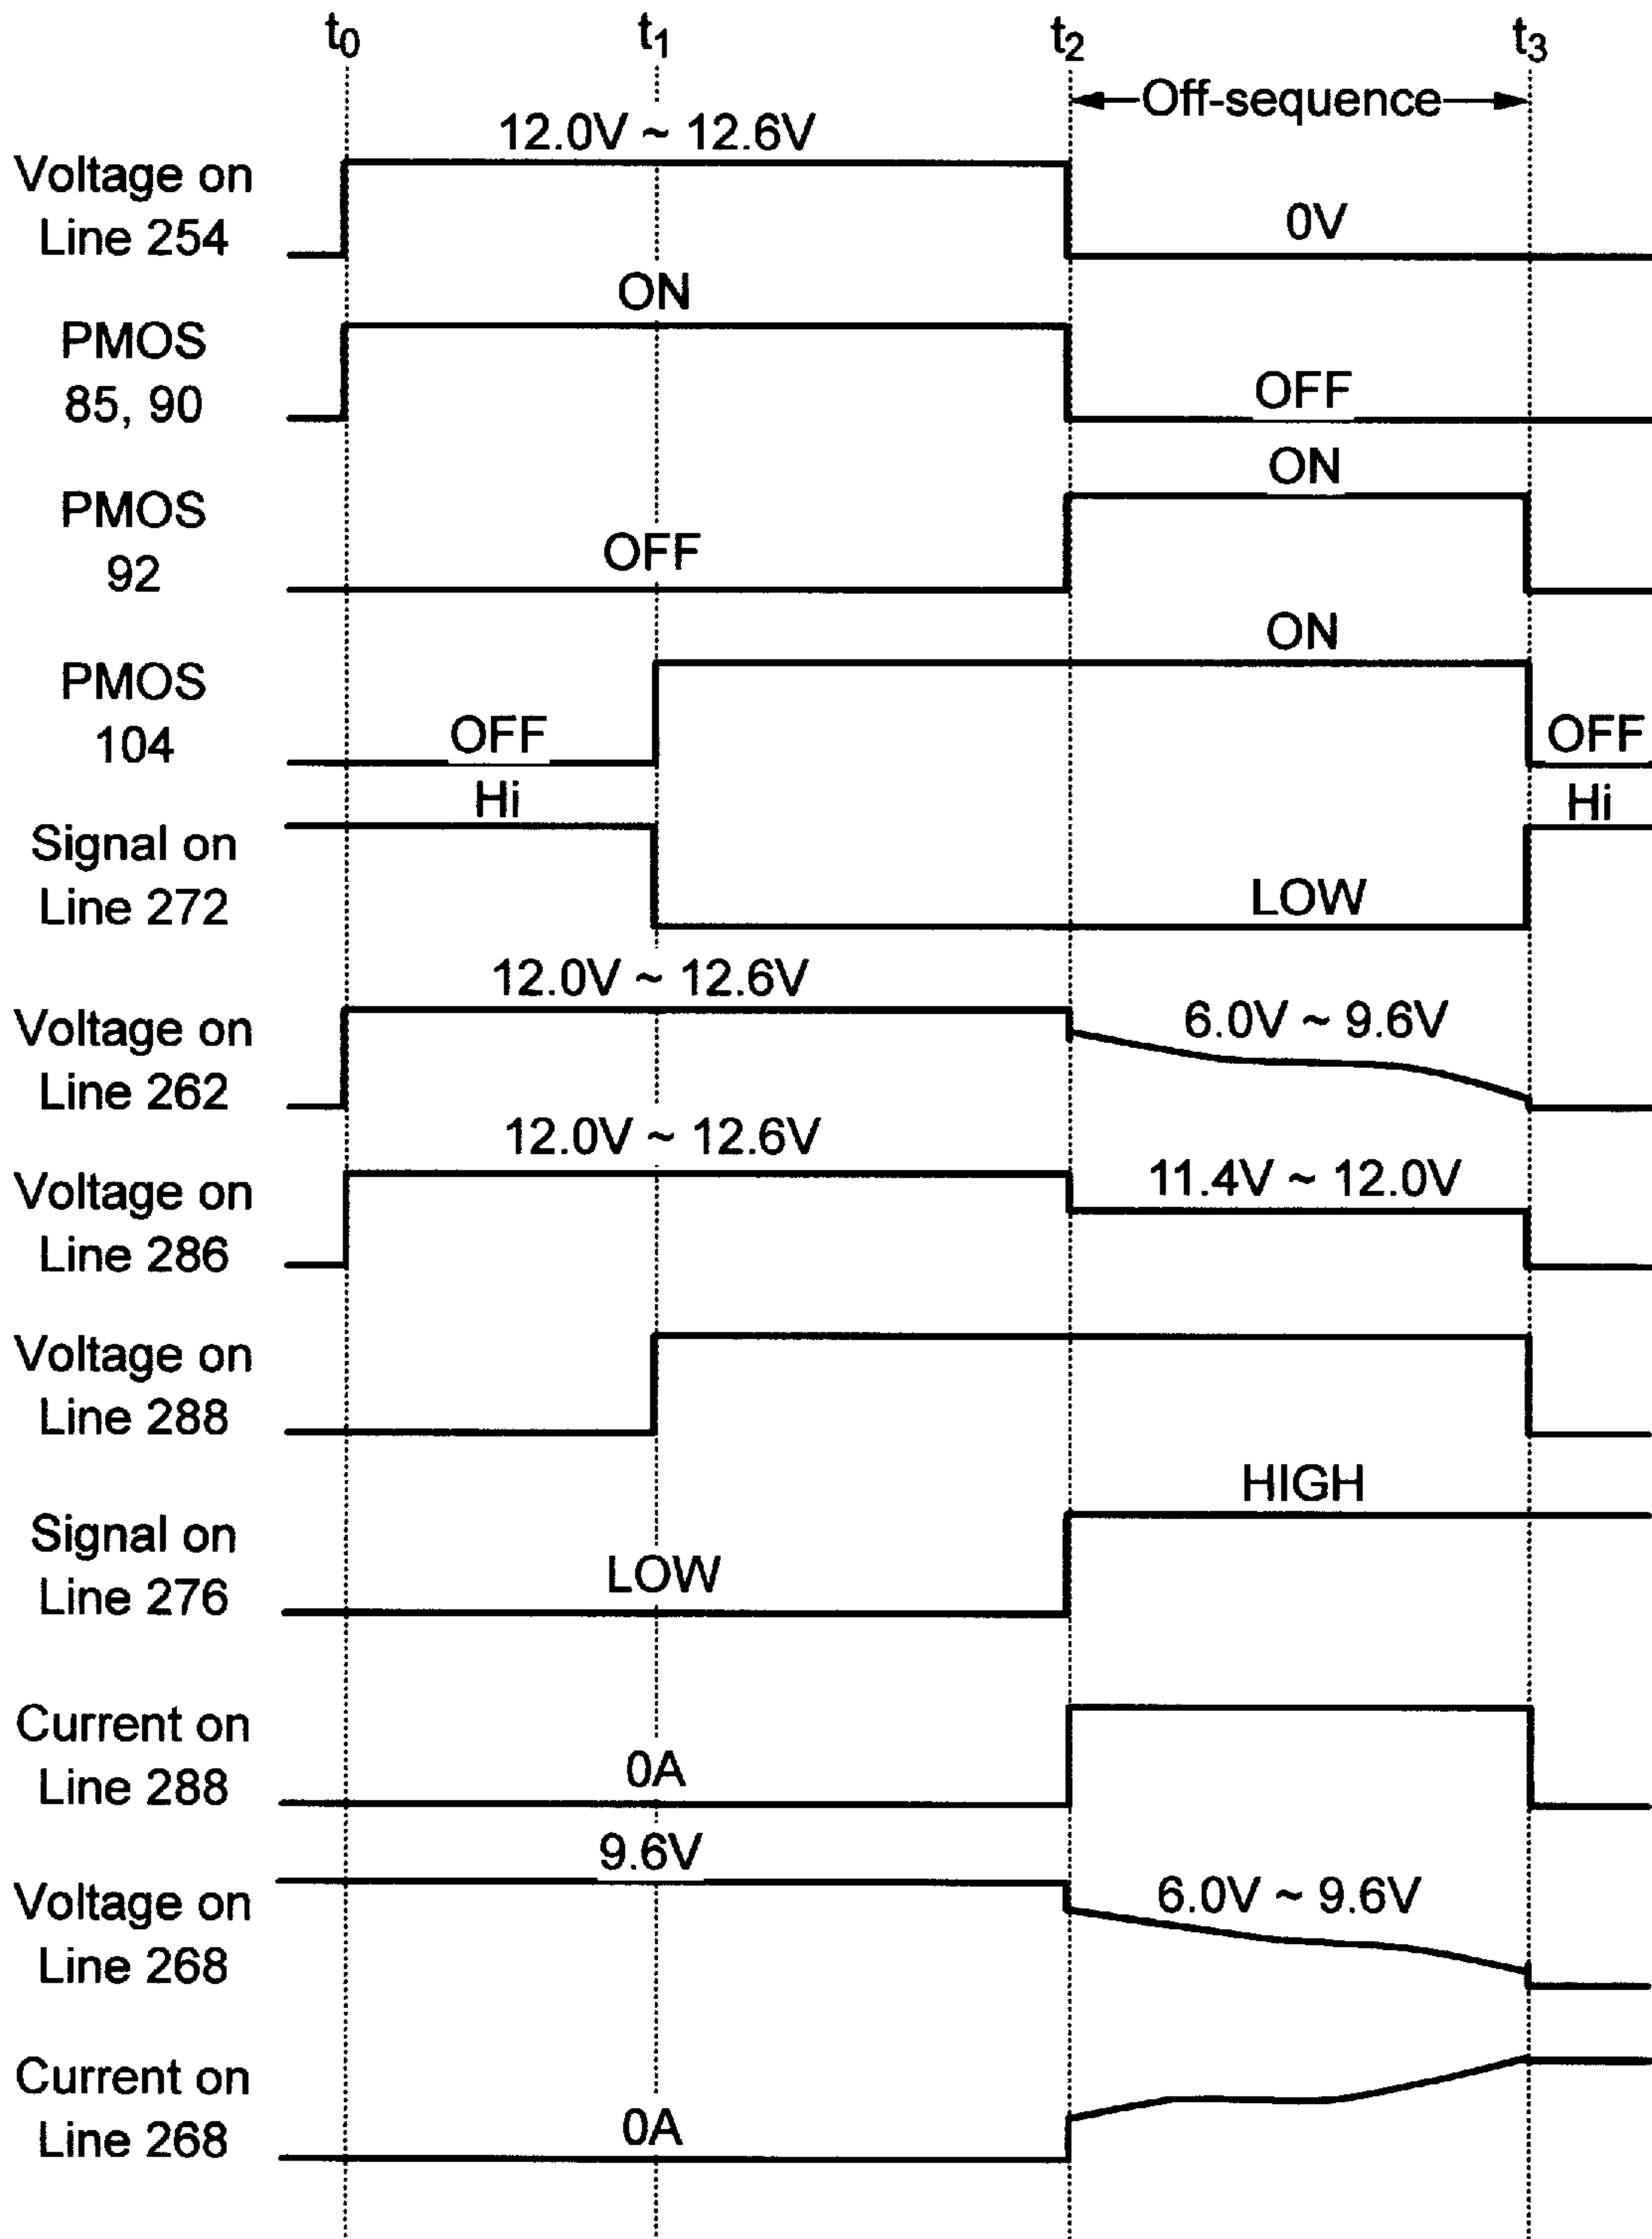 t0 t1 t2 t3
Off-sequence
12.0V ~ 12.6V
Voltage on
Line 254
0V
ON
PMOS
85, 90
OFF
ON
PMOS
92
OFF
ON
PMOS
104
OFF
OFF
Hi
Hi
Signal on
Line 272
LOW
12.0V ~ 12.6V
Voltage on
Line 262
6.0V ~ 9.6V
12.0V ~ 12.6V
Voltage on
Line 286
11.4V ~ 12.0V
Voltage on
Line 288
HIGH
Signal on
Line 276
LOW
Current on
Line 288
0A
9.6V
Voltage on
Line 268
6.0V ~ 9.6V
Current on
Line 268
0A